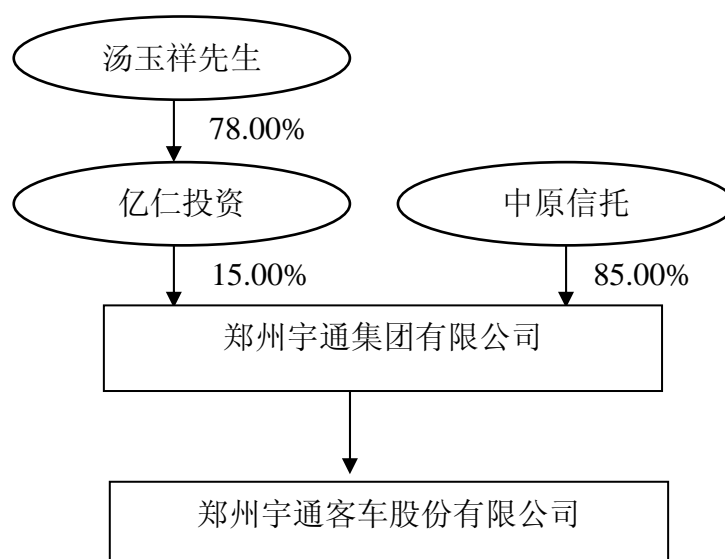 汤玉祥先生
78.00%
亿仁投资
中原信托
15.00%
85.00%
郑州宇通集团有限公司
郑州宇通客车股份有限公司